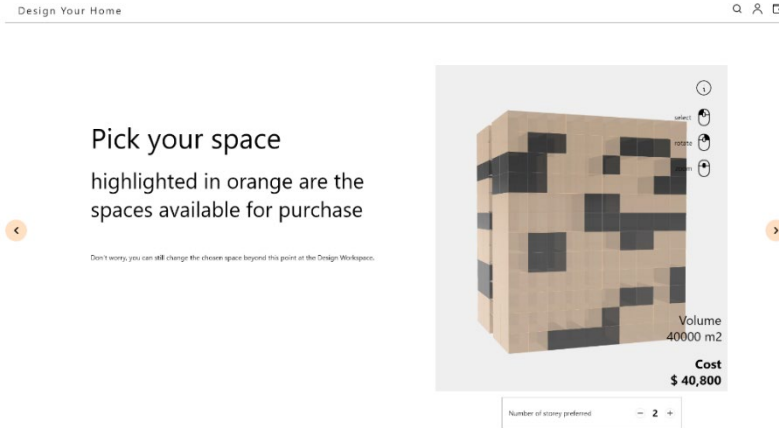 Design Your Home
Pick your space
highlighted in orange are the
spaces available for purchase
Don't worry, you can still change the chosen space beyond this point at the Design Workspace.
select
rotate
zoom
Volume
40000 m2
Cost
$ 40,800
Number of storey preferred
− 2 +